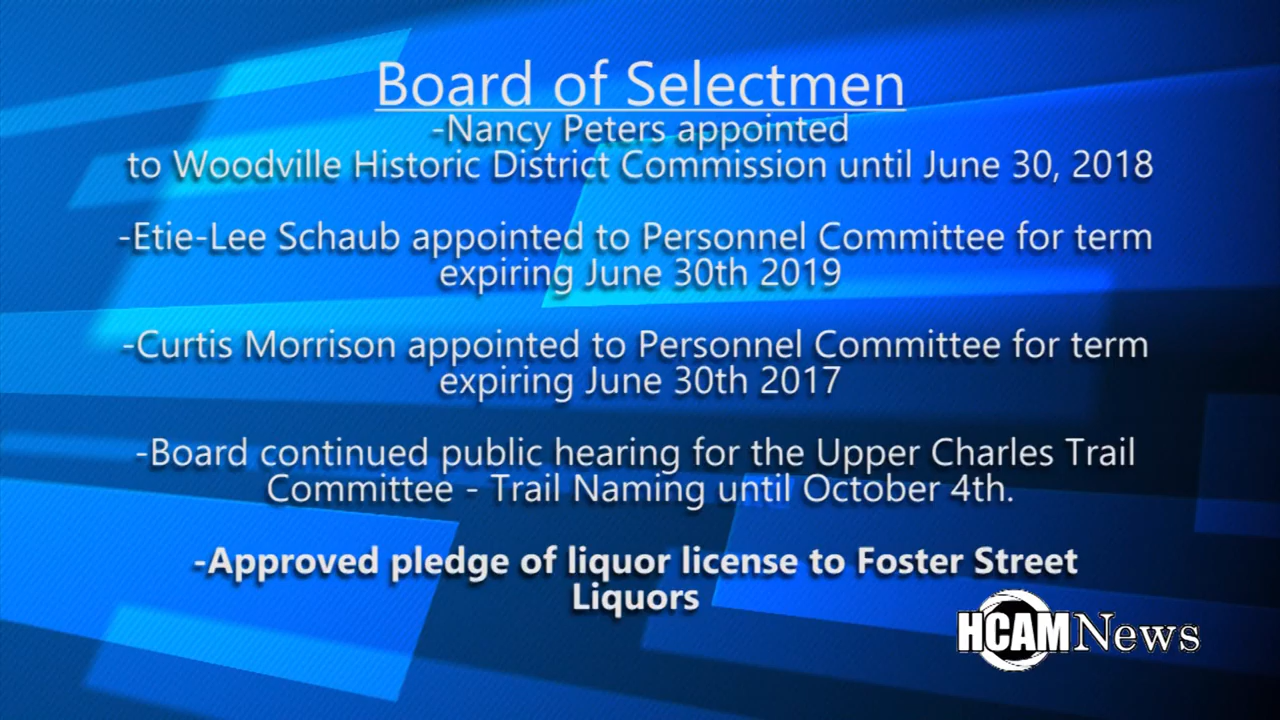 Board of Selectmen
-Nancy Peters appointed
to Woodville Historic District Commission until June 30, 2018
-Etie-Lee Schaub appointed to Personnel Committee for term
expiring June 30th 2019
-Curtis Morrison appointed to Personnel Committee for term
expiring June 30th 2017
-Board continued public hearing for the Upper Charles Trail
Committee - Trail Naming until October 4th.
-Approved pledge of liquor license to Foster Street
Liquors
HCAM News